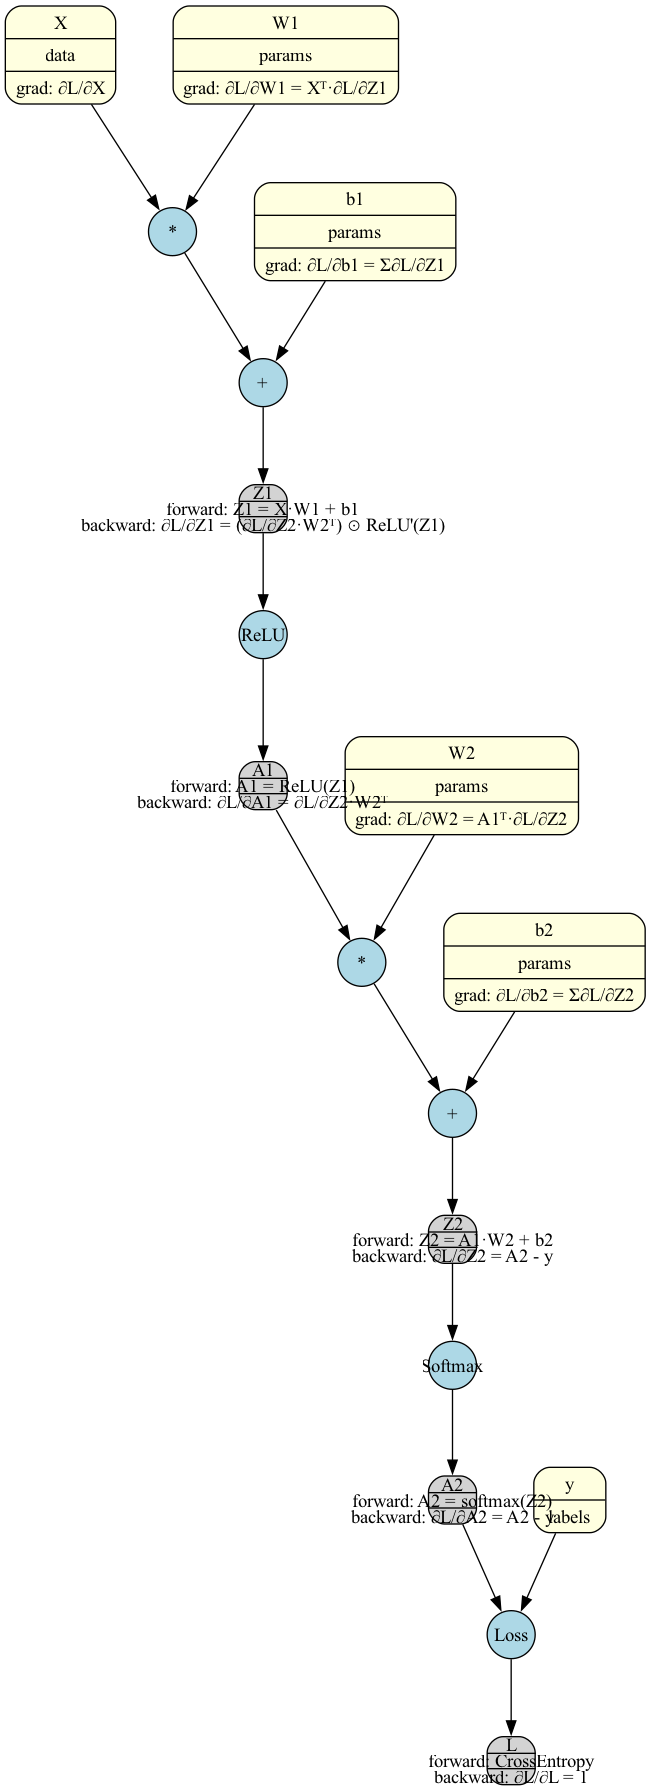 X
data
grad: ∂L/∂X
W1
params
grad: ∂L/∂W1 = Xᵀ·∂L/∂Z1
*
b1
params
grad: ∂L/∂b1 = Σ∂L/∂Z1
+
Z1
forward: Z1 = X·W1 + b1
backward: ∂L/∂Z1 = (∂L/∂Z2·W2ᵀ) ⊙ ReLU'(Z1)
ReLU
A1
forward: A1 = ReLU(Z1)
backward: ∂L/∂A1 = ∂L/∂Z2·W2ᵀ
W2
params
grad: ∂L/∂W2 = A1ᵀ·∂L/∂Z2
*
b2
params
grad: ∂L/∂b2 = Σ∂L/∂Z2
+
Z2
forward: Z2 = A1·W2 + b2
backward: ∂L/∂Z2 = A2 - y
Softmax
A2
forward: A2 = softmax(Z2)
backward: ∂L/∂A2 = A2 - y
y
labels
Loss
L
forward: CrossEntropy
backward: ∂L/∂L = 1